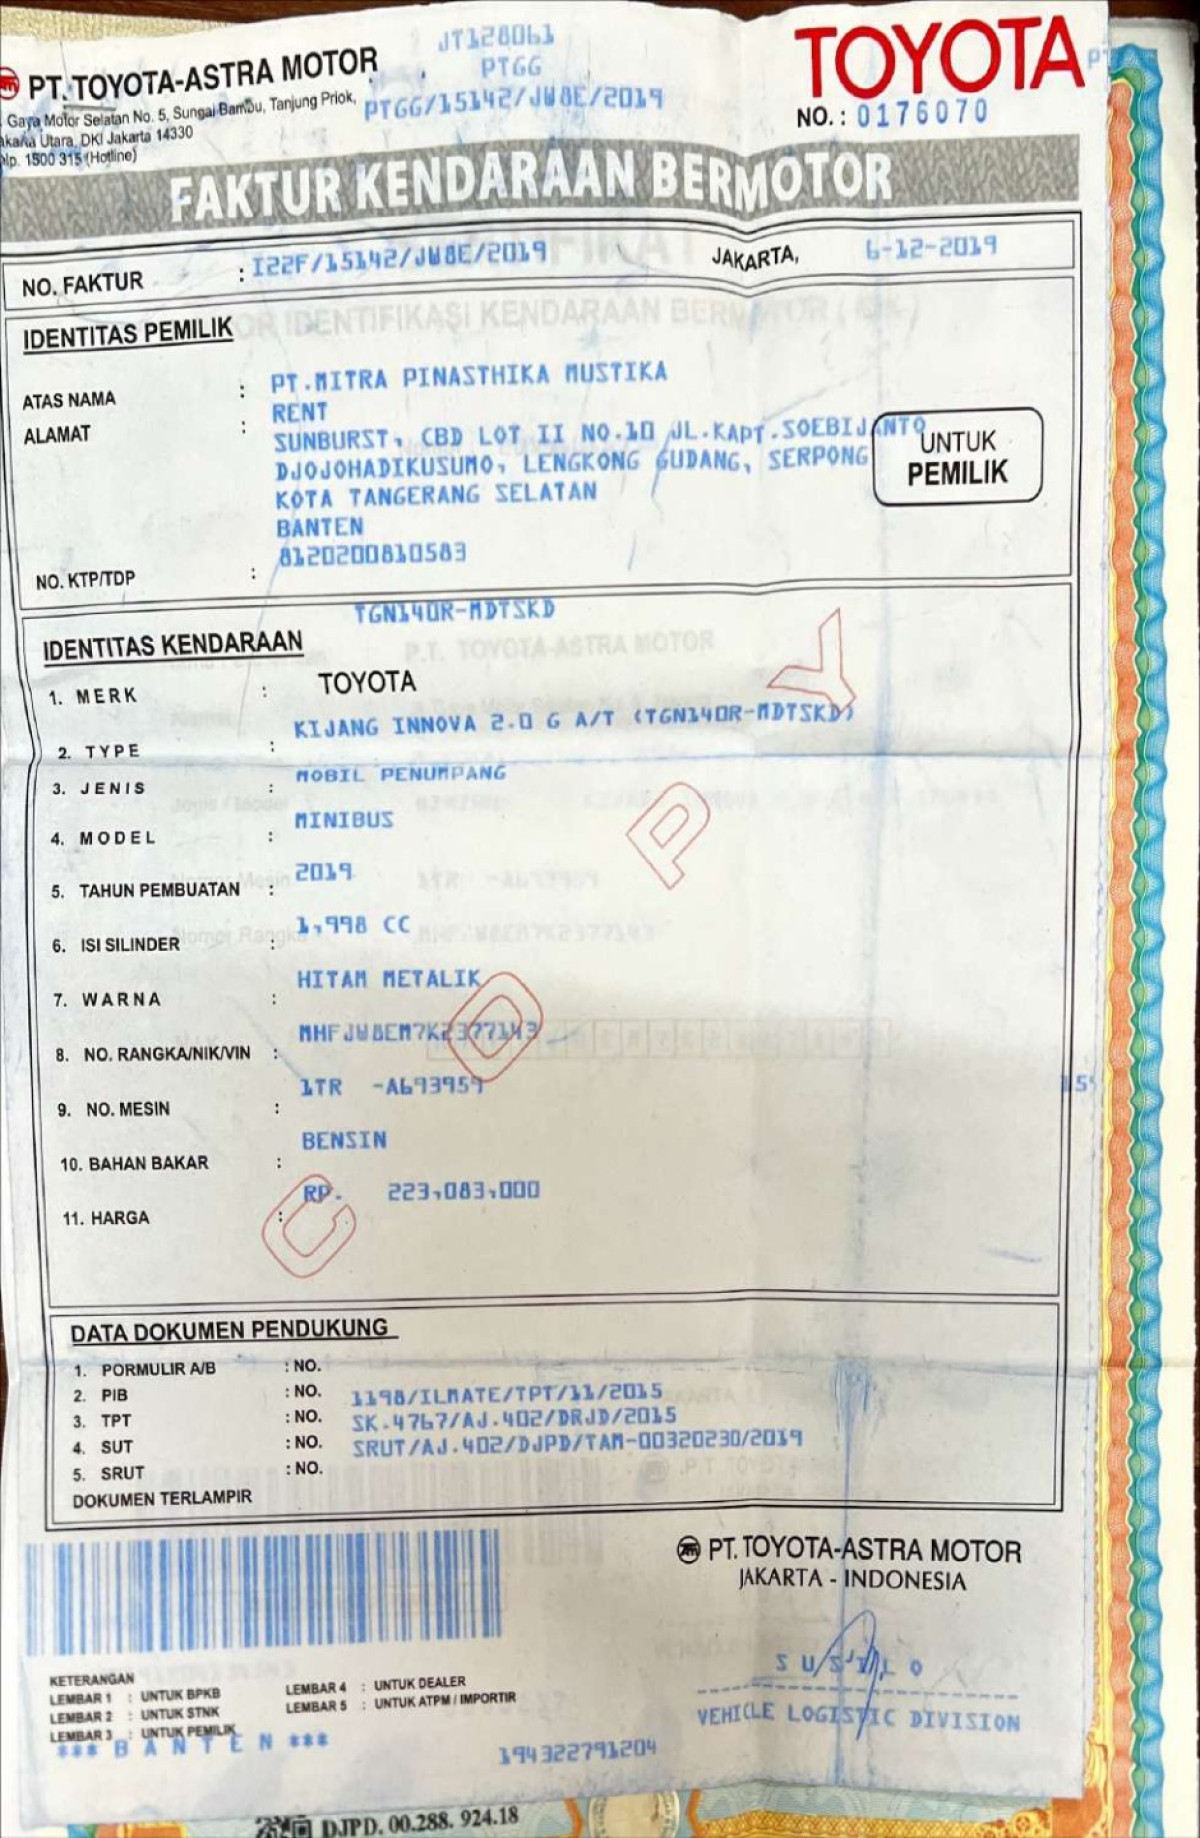 PT. TOYOTA-ASTRA MOTOR
Gaya Motor Selatan No. 5, Sungai Bambu, Tanjung Priok,
Utara, DKI Jakarta 14330
1500 315 (Hotline)
JT128061
PTGG
PTGG/15142/JW8E/2019
TOYOTA
NO. : 0176070
FAKTUR KENDARAAN BERMOTOR
NO. FAKTUR : I22F/15142/JW8E/2019 JAKARTA, 6-12-2019
IDENTITAS PEMILIK
ATAS NAMA : PT.MITRA PINASTHIKA MUSTIKA
RENT
ALAMAT : SUNBURST, CBD LOT II NO.10 JL.KAPT.SOEBIJANTO
DJOJOHADIKUSUMO, LENGKONG GUDANG, SERPONG
KOTA TANGERANG SELATAN
BANTEN
UNTUK
PEMILIK
NO. KTP/TDP : 8120200810583
TGN140R-MDTSKD
IDENTITAS KENDARAAN
1. MERK : TOYOTA
2. TYPE : KIJANG INNOVA 2.0 G A/T (TGN140R-MDTSKD)
3. JENIS : MOBIL PENUMPANG
4. MODEL : MINIBUS
5. TAHUN PEMBUATAN : 2019
6. ISI SILINDER : 1,998 CC
7. WARNA : HITAM METALIK
8. NO. RANGKA/NIK/VIN : MHFJW8EM7K2377143
9. NO. MESIN : 1TR -A693959
10. BAHAN BAKAR : BENSIN
11. HARGA : RP. 223,083,000
COPY
DATA DOKUMEN PENDUKUNG
1. PORMULIR A/B : NO.
2. PIB : NO. 1198/ILMATE/TPT/11/2015
3. TPT : NO. SK.4767/AJ.402/DRJD/2015
4. SUT : NO. SRUT/AJ.402/DJPD/TAM-00320230/2019
5. SRUT : NO.
DOKUMEN TERLAMPIR
PT. TOYOTA-ASTRA MOTOR
JAKARTA - INDONESIA
SUSILO
VEHICLE LOGISTIC DIVISION
KETERANGAN
LEMBAR 1 : UNTUK BPKB
LEMBAR 2 : UNTUK STNK
LEMBAR 3 : UNTUK PEMILIK
LEMBAR 4 : UNTUK DEALER
LEMBAR 5 : UNTUK ATPM / IMPORTIR
*** BANTEN ***
194322791204
DJPD. 00.288. 924.18